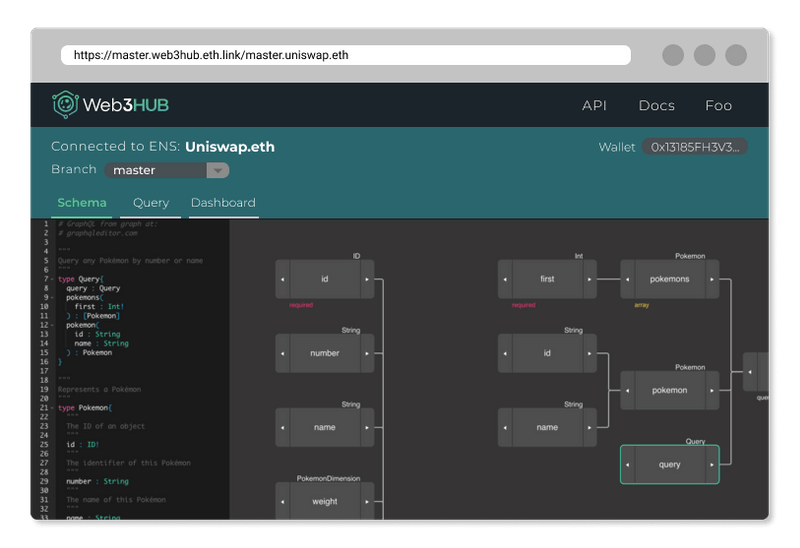 https://master.web3hub.eth.link/master.uniswap.eth
Web3HUB
API Docs Foo
Connected to ENS: Uniswap.eth
Wallet 0x13185FH3V3...
Branch master
Schema Query Dashboard
1 # GraphQL from graph at:
2 # graphqleditor.com
3
4 """
5 Query any Pokémon by number or name
6 """
7 type Query{
8 query : Query
9 pokemons(
10 first : Int!
11 ) : [Pokemon]
12 pokemon(
13 id : String
14 name : String
15 ) : Pokemon
16 }
17
18 """
19 Represents a Pokémon
20 """
21 type Pokemon{
22 """
23 The ID of an object
24 """
25 id : ID!
26 """
27 The identifier of this Pokémon
28 """
29 number : String
30 """
31 The name of this Pokémon
32 """
33 name : String
ID
id
required
String
number
String
name
PokemonDimension
weight
Int
first
required
String
id
String
name
Pokemon
pokemons
array
Pokemon
pokemon
Query
query
quer